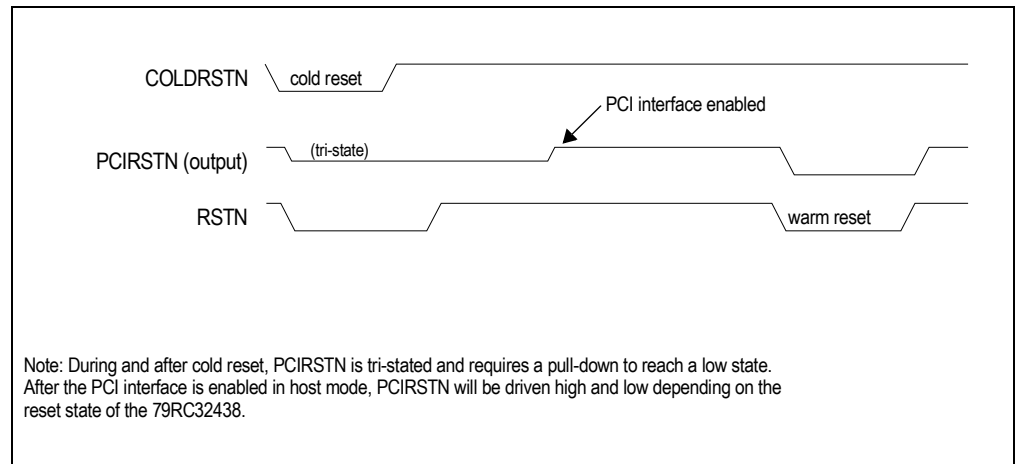 COLDRSTN
cold reset
PCI interface enabled
PCIRSTN (output)
(tri-state)
RSTN
warm reset
Note: During and after cold reset, PCIRSTN is tri-stated and requires a pull-down to reach a low state.
After the PCI interface is enabled in host mode, PCIRSTN will be driven high and low depending on the
reset state of the 79RC32438.